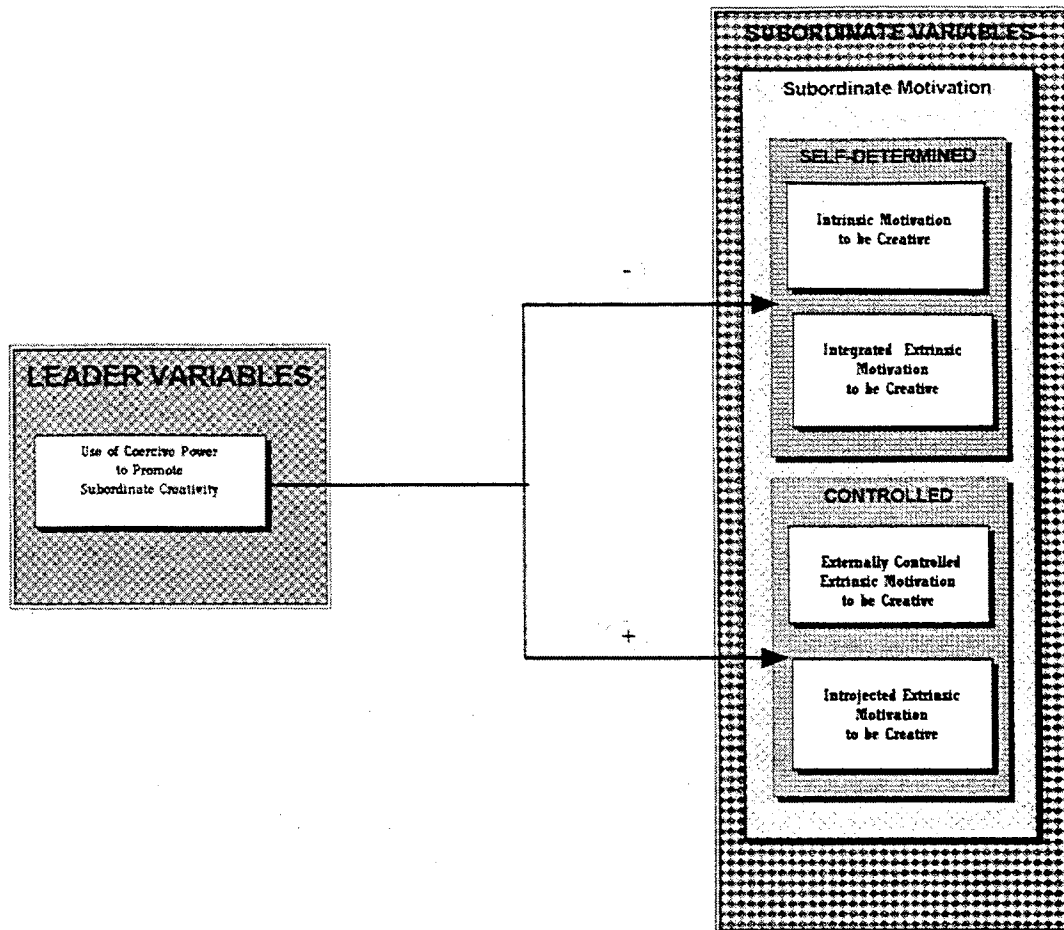 SUBORDINATE VARIABLES
Subordinate Motivation
SELF-DETERMINED
Intrinsic Motivation
to be Creative
-
Integrated Extrinsic
Motivation
to be Creative
LEADER VARIABLES
Use of Coercive Power
to Promote
Subordinate Creativity
CONTROLLED
Externally Controlled
Extrinsic Motivation
to be Creative
+
Introjected Extrinsic
Motivation
to be Creative